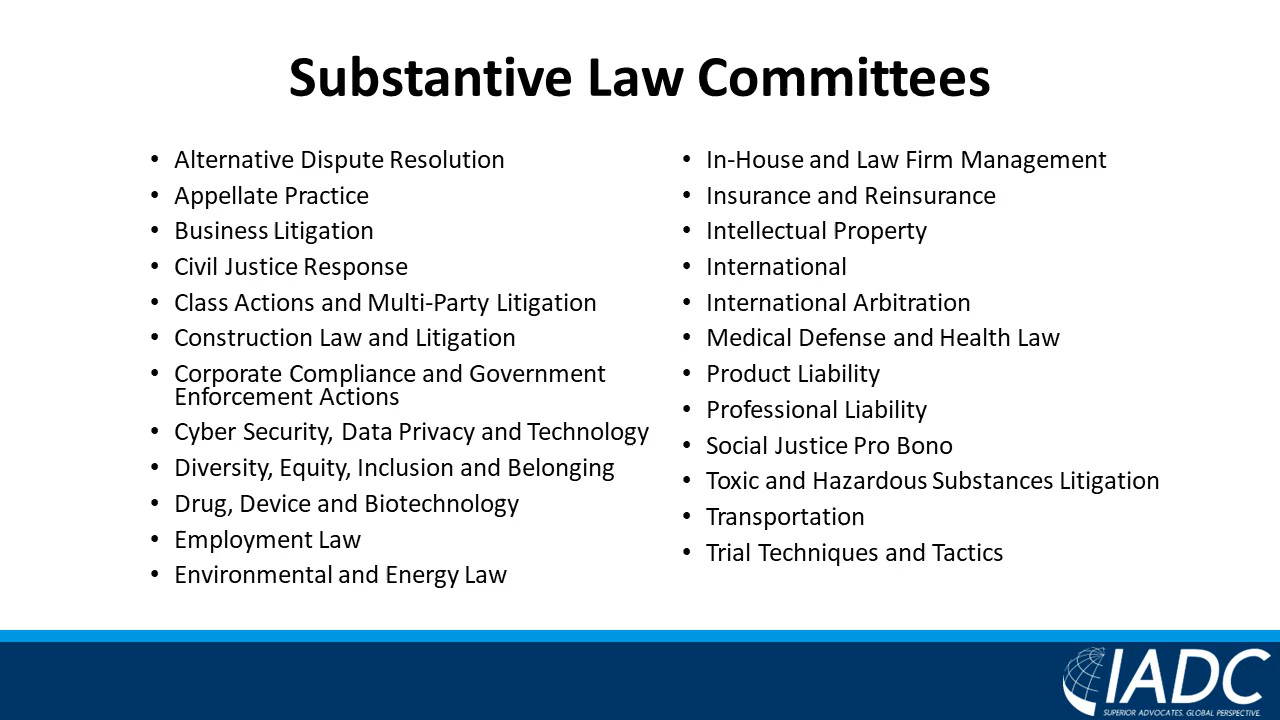 Substantive Law Committees
• Alternative Dispute Resolution
• Appellate Practice
• Business Litigation
• Civil Justice Response
• Class Actions and Multi-Party Litigation
• Construction Law and Litigation
• Corporate Compliance and Government
Enforcement Actions
• Cyber Security, Data Privacy and Technology
• Diversity, Equity, Inclusion and Belonging
• Drug, Device and Biotechnology
• Employment Law
• Environmental and Energy Law
• In-House and Law Firm Management
• Insurance and Reinsurance
• Intellectual Property
• International
• International Arbitration
• Medical Defense and Health Law
• Product Liability
• Professional Liability
• Social Justice Pro Bono
• Toxic and Hazardous Substances Litigation
• Transportation
• Trial Techniques and Tactics
IADC
SUPERIOR ADVOCATES. GLOBAL PERSPECTIVE.